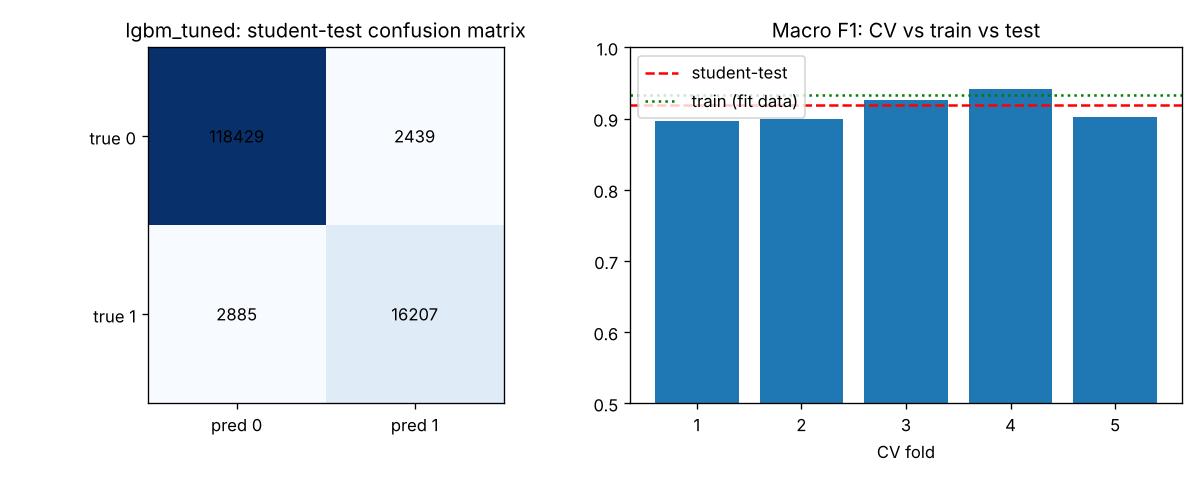 lgbm_tuned: student-test confusion matrix
true 0
118429
2439
true 1
2885
16207
pred 0
pred 1
Macro F1: CV vs train vs test
student-test
train (fit data)
1.0
0.9
0.8
0.7
0.6
0.5
1
2
3
4
5
CV fold